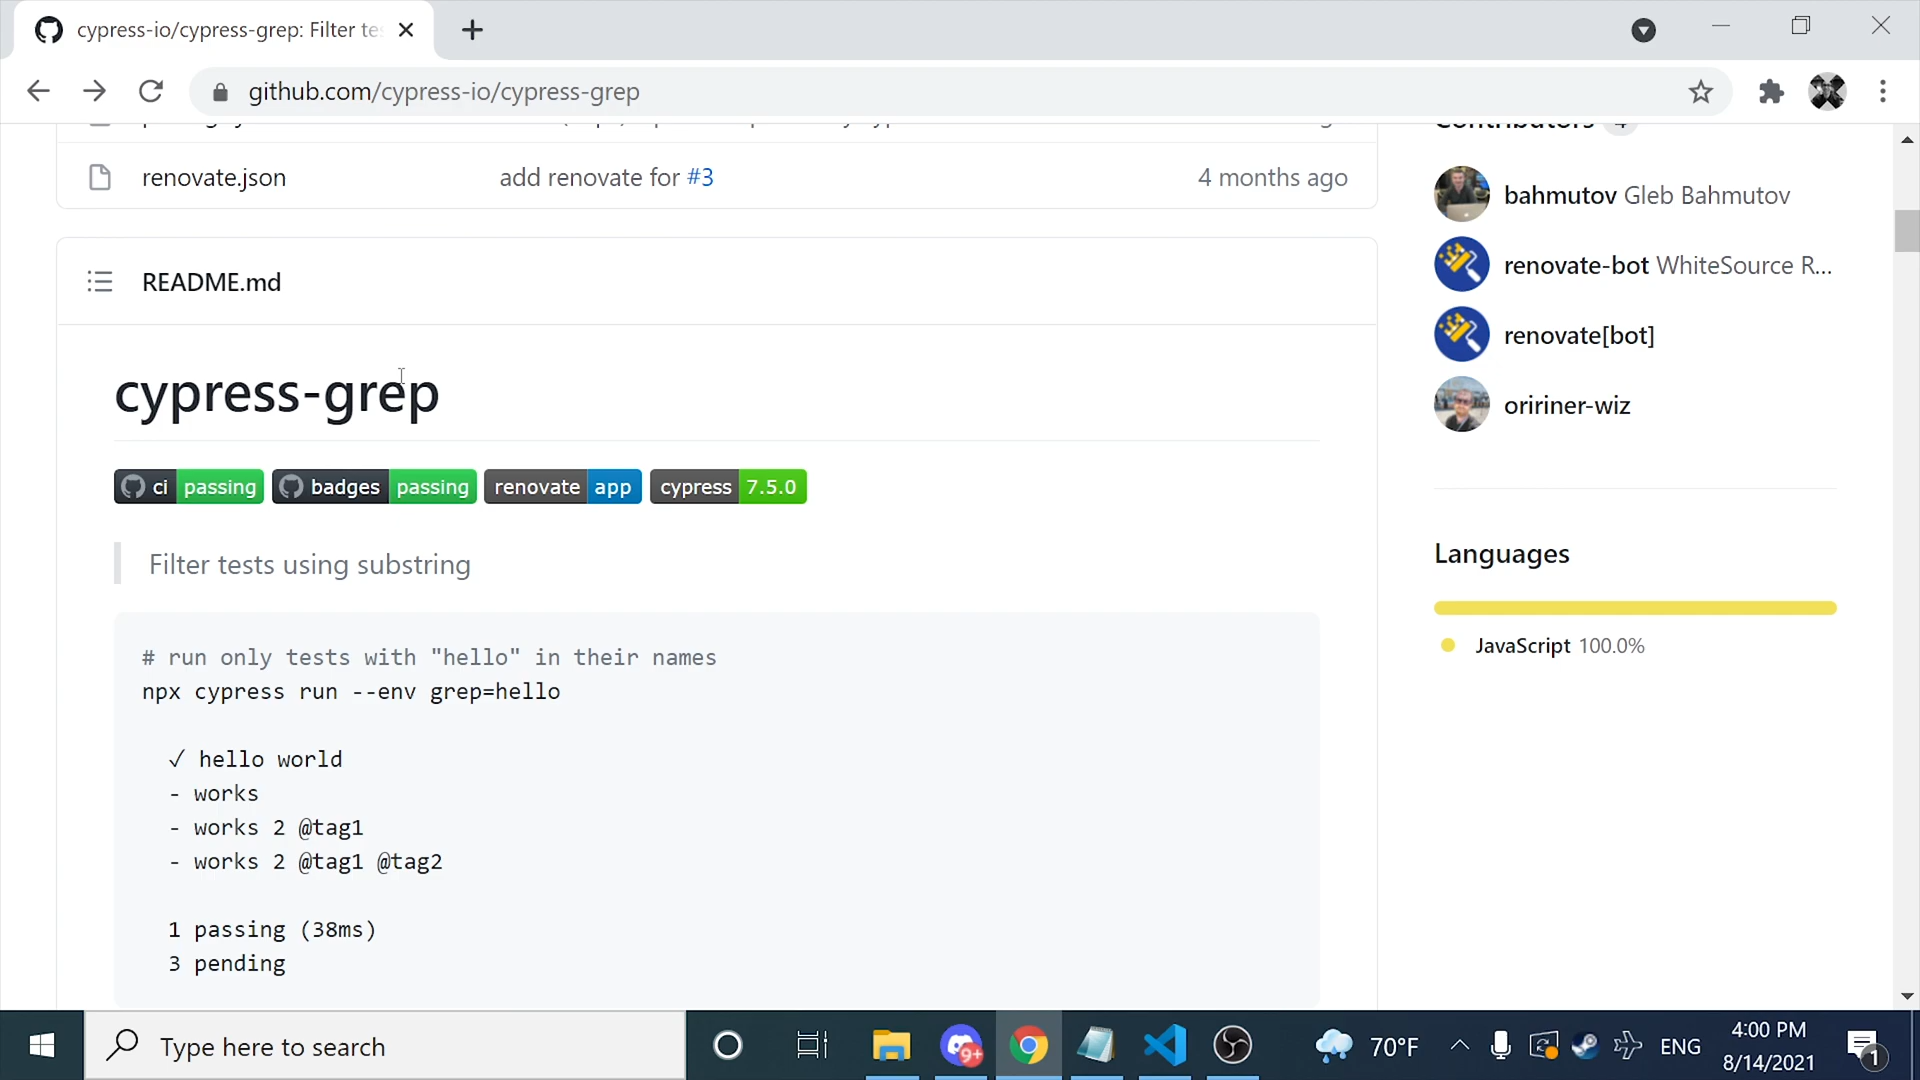 cypress-io/cypress-grep: Filter te
github.com/cypress-io/cypress-grep
renovate.json
add renovate for #3
4 months ago
Contributors 4
bahmutov Gleb Bahmutov
renovate-bot WhiteSource R...
renovate[bot]
oririner-wiz
README.md
cypress-grep
ci passing badges passing renovate app cypress 7.5.0
Filter tests using substring
# run only tests with "hello" in their names
npx cypress run --env grep=hello
✓ hello world
- works
- works 2 @tag1
- works 2 @tag1 @tag2
1 passing (38ms)
3 pending
Languages
JavaScript 100.0%
Type here to search
9+
70°F
ENG
4:00 PM
8/14/2021
1